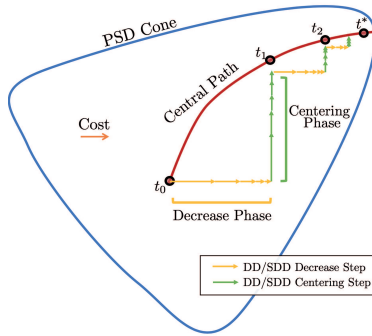 PSD Cone
t₂
t*
t₁
Central Path
Centering
Phase
Cost
t₀
Decrease Phase
DD/SDD Decrease Step
DD/SDD Centering Step